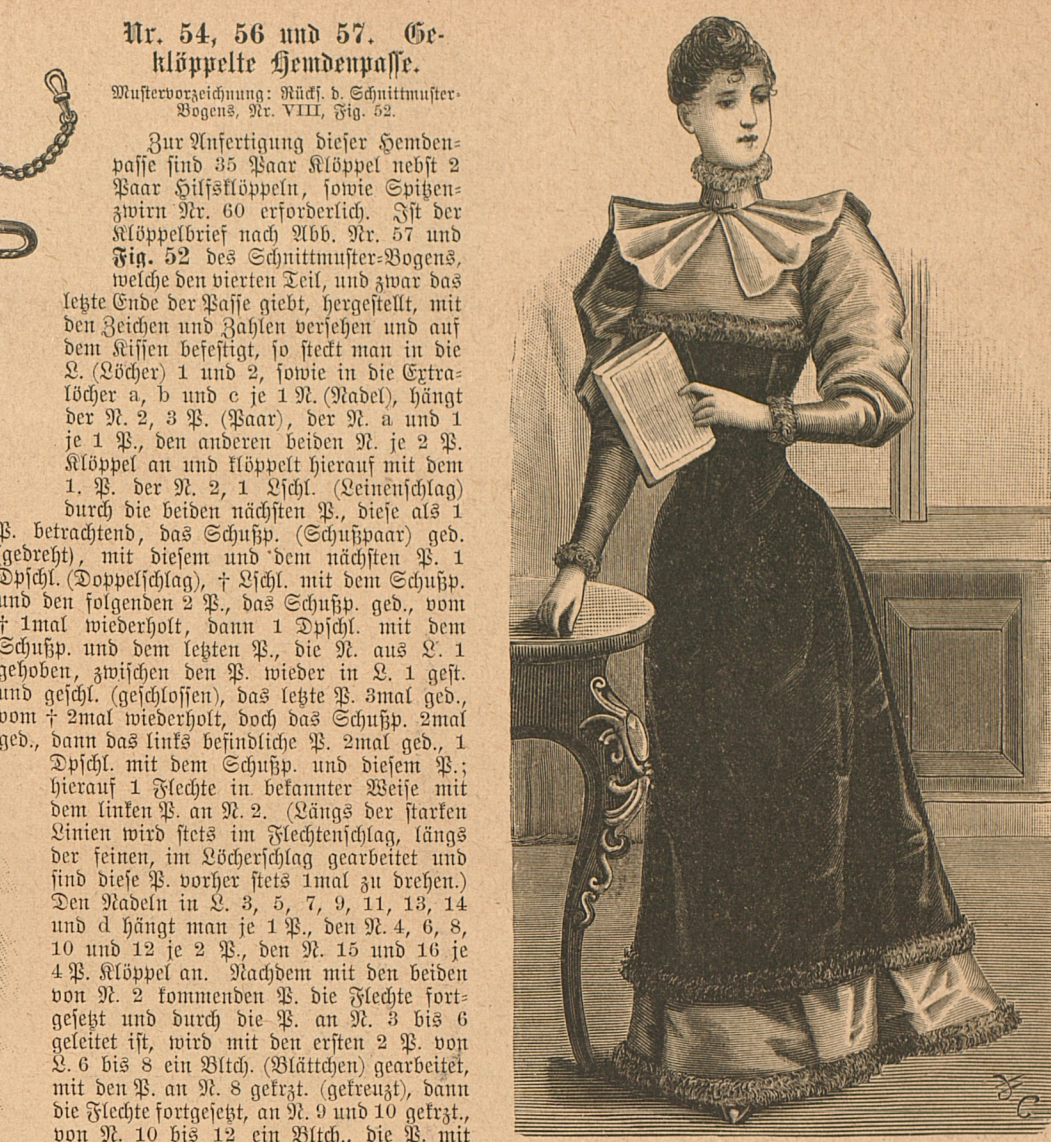 Nr. 54, 56 und 57. Ge-
klöppelte Hemdenpasse.
Mustervorzeichnung: Rücks. d. Schnittmuster-
Bogens, Nr. VIII, Fig. 52.
Zur Anfertigung dieser Hemden-
passe sind 35 Paar Klöppel nebst 2
Paar Hilfsklöppeln, sowie Spitzen-
zwirn Nr. 60 erforderlich. Ist der
Klöppelbrief nach Abb. Nr. 57 und
Fig. 52 des Schnittmuster-Bogens,
welche den vierten Teil, und zwar das
letzte Ende der Passe giebt, hergestellt, mit
den Zeichen und Zahlen versehen und auf
dem Kissen befestigt, so steckt man in die
L. (Löcher) 1 und 2, sowie in die Extra-
löcher a, b und c je 1 N. (Nadel), hängt
der N. 2, 3 P. (Paar), der N. a und 1
je 1 P., den anderen beiden N. je 2 P.
Klöppel an und klöppelt hierauf mit dem
1. P. der N. 2, 1 Lschl. (Leinenschlag)
durch die beiden nächsten P., diese als 1
P. betrachtend, das Schußp. (Schußpaar) ged.
(gedreht), mit diesem und dem nächsten P. 1
Dpschl. (Doppelschlag), † Lschl. mit dem Schußp.
und den folgenden 2 P., das Schußp. ged., vom
† 1mal wiederholt, dann 1 Dpschl. mit dem
Schußp. und dem letzten P., die N. aus L. 1
gehoben, zwischen den P. wieder in L. 1 gest.
und geschl. (geschlossen), das letzte P. 3mal ged.,
vom † 2mal wiederholt, doch das Schußp. 2mal
ged., dann das links befindliche P. 2mal ged., 1
Dpschl. mit dem Schußp. und diesem P.;
hierauf 1 Flechte in bekannter Weise mit
dem linken P. an N. 2. (Längs der starken
Linien wird stets im Flechtenschlag, längs
der feinen, im Löcherschlag gearbeitet und
sind diese P. vorher stets 1mal zu drehen.)
Den Nadeln in L. 3, 5, 7, 9, 11, 13, 14
und d hängt man je 1 P., den N. 4, 6, 8,
10 und 12 je 2 P., den N. 15 und 16 je
4 P. Klöppel an. Nachdem mit den beiden
von N. 2 kommenden P. die Flechte fort-
gesetzt und durch die P. an N. 3 bis 6
geleitet ist, wird mit den ersten 2 P. von
L. 6 bis 8 ein Bltch. (Blättchen) gearbeitet,
mit den P. an N. 8 gekrzt. (gekreuzt), dann
die Flechte fortgesetzt, an N. 9 und 10 gekrzt.,
von N. 10 bis 12 ein Bltch., die P. mit